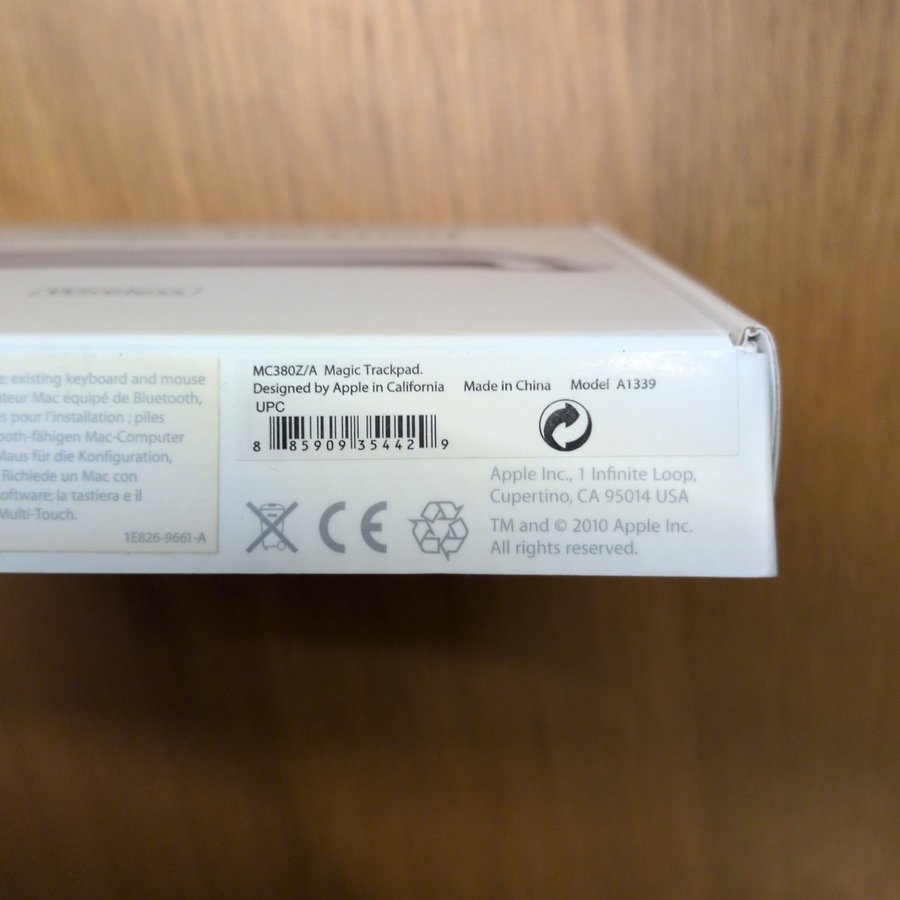 (Wireless)
e; existing keyboard and mouse
ateur Mac équipé de Bluetooth,
is pour l'installation ; piles
ooth-fähigen Mac-Computer
Maus für die Konfiguration,
Richiede un Mac con
oftware; la tastiera e il
Multi-Touch.
1E826-9661-A
MC380Z/A Magic Trackpad.
Designed by Apple in California Made in China Model A1339
UPC
8 85909 35442 9
Apple Inc., 1 Infinite Loop,
Cupertino, CA 95014 USA
CE
TM and © 2010 Apple Inc.
All rights reserved.